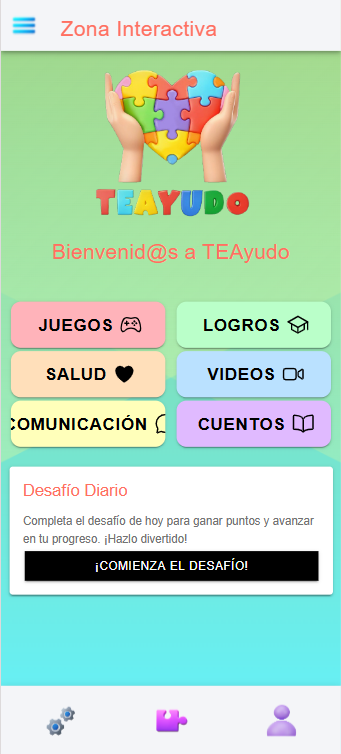 Zona Interactiva
TEAYUDO
Bienvenid@s a TEAyudo
JUEGOS
LOGROS
SALUD
VIDEOS
COMUNICACIÓN
CUENTOS
Desafío Diario
Completa el desafío de hoy para ganar puntos y avanzar
en tu progreso. ¡Hazlo divertido!
¡COMIENZA EL DESAFÍO!